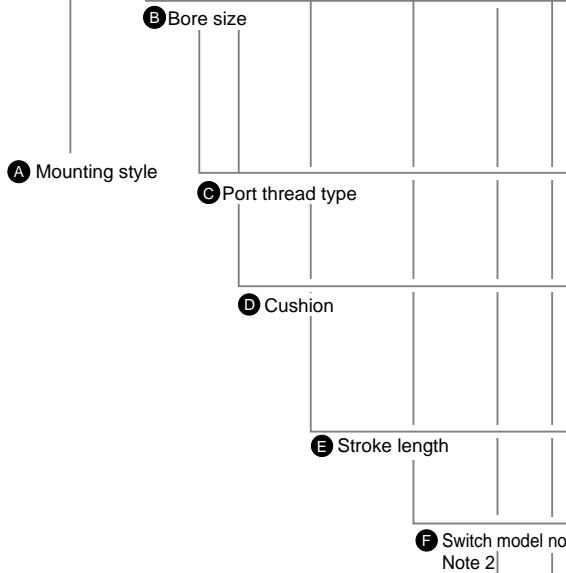 B Bore size
A Mounting style
C Port thread type
D Cushion
E Stroke length
F Switch model no
Note 2